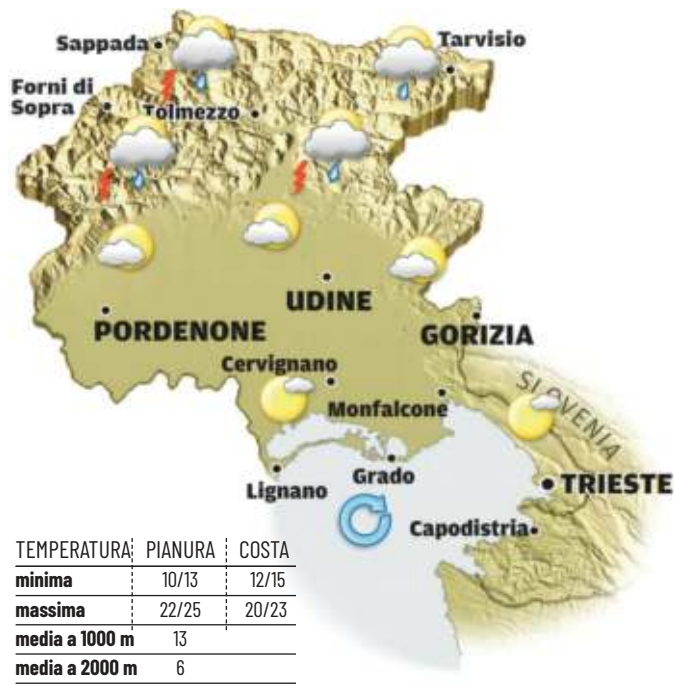 Sappada
Tarvisio
Forni di
Sopra
Tolmezzo
UDINE
PORDENONE
GORIZIA
Cervignano
Monfalcone
SLOVENIA
Lignano
Grado
TRIESTE
Capodistria
TEMPERATURA PIANURA COSTA
minima 10/13 12/15
massima 22/25 20/23
media a 1000 m 13
media a 2000 m 6